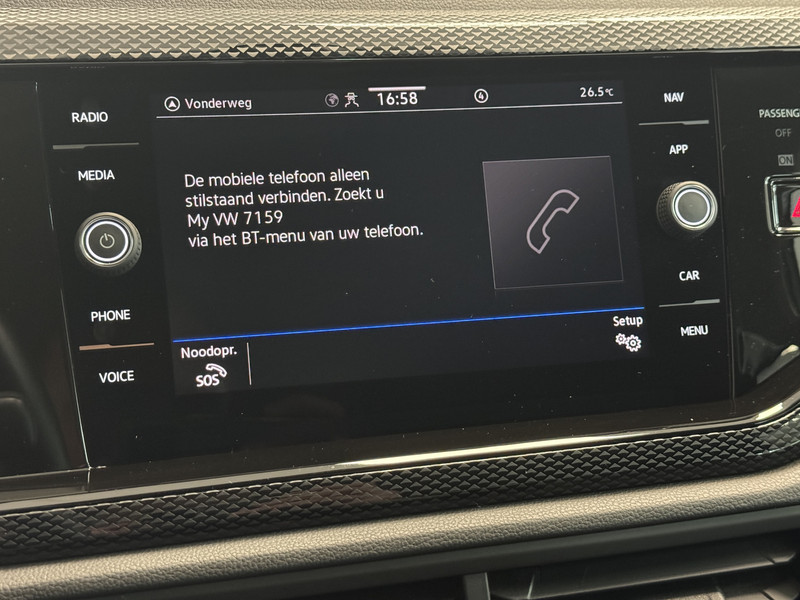 Vonderweg
16:58
4
26.5°C
RADIO
MEDIA
PHONE
VOICE
De mobiele telefoon alleen
stilstaand verbinden. Zoekt u
My VW 7159
via het BT-menu van uw telefoon.
Noodopr.
SOS
Setup
NAV
APP
CAR
MENU
OFF
ON